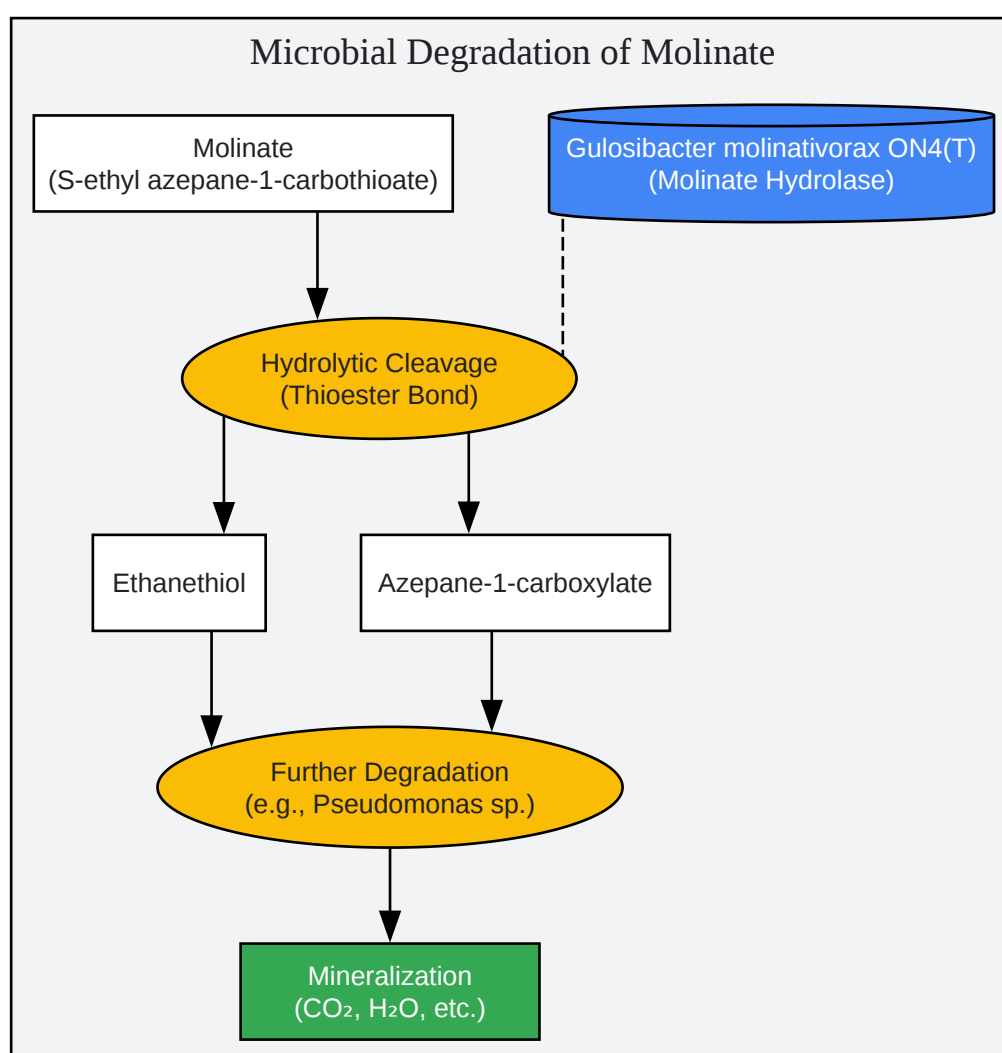 Microbial Degradation of Molinate
Molinate
(S-ethyl azepane-1-carbothioate)
Gulosibacter molinativorax ON4(T)
(Molinate Hydrolase)
Hydrolytic Cleavage
(Thioester Bond)
Ethanethiol
Azepane-1-carboxylate
Further Degradation
(e.g., Pseudomonas sp.)
Mineralization
(CO₂, H₂O, etc.)